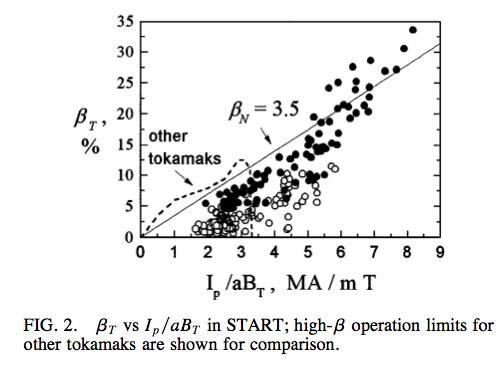 35
30
25
20
15
10
5
0
β_T, %
β_N = 3.5
other
tokamaks
0 1 2 3 4 5 6 7 8 9
I_p /aB_T , MA / m T
FIG. 2. β_T vs I_p/aB_T in START; high-β operation limits for
other tokamaks are shown for comparison.